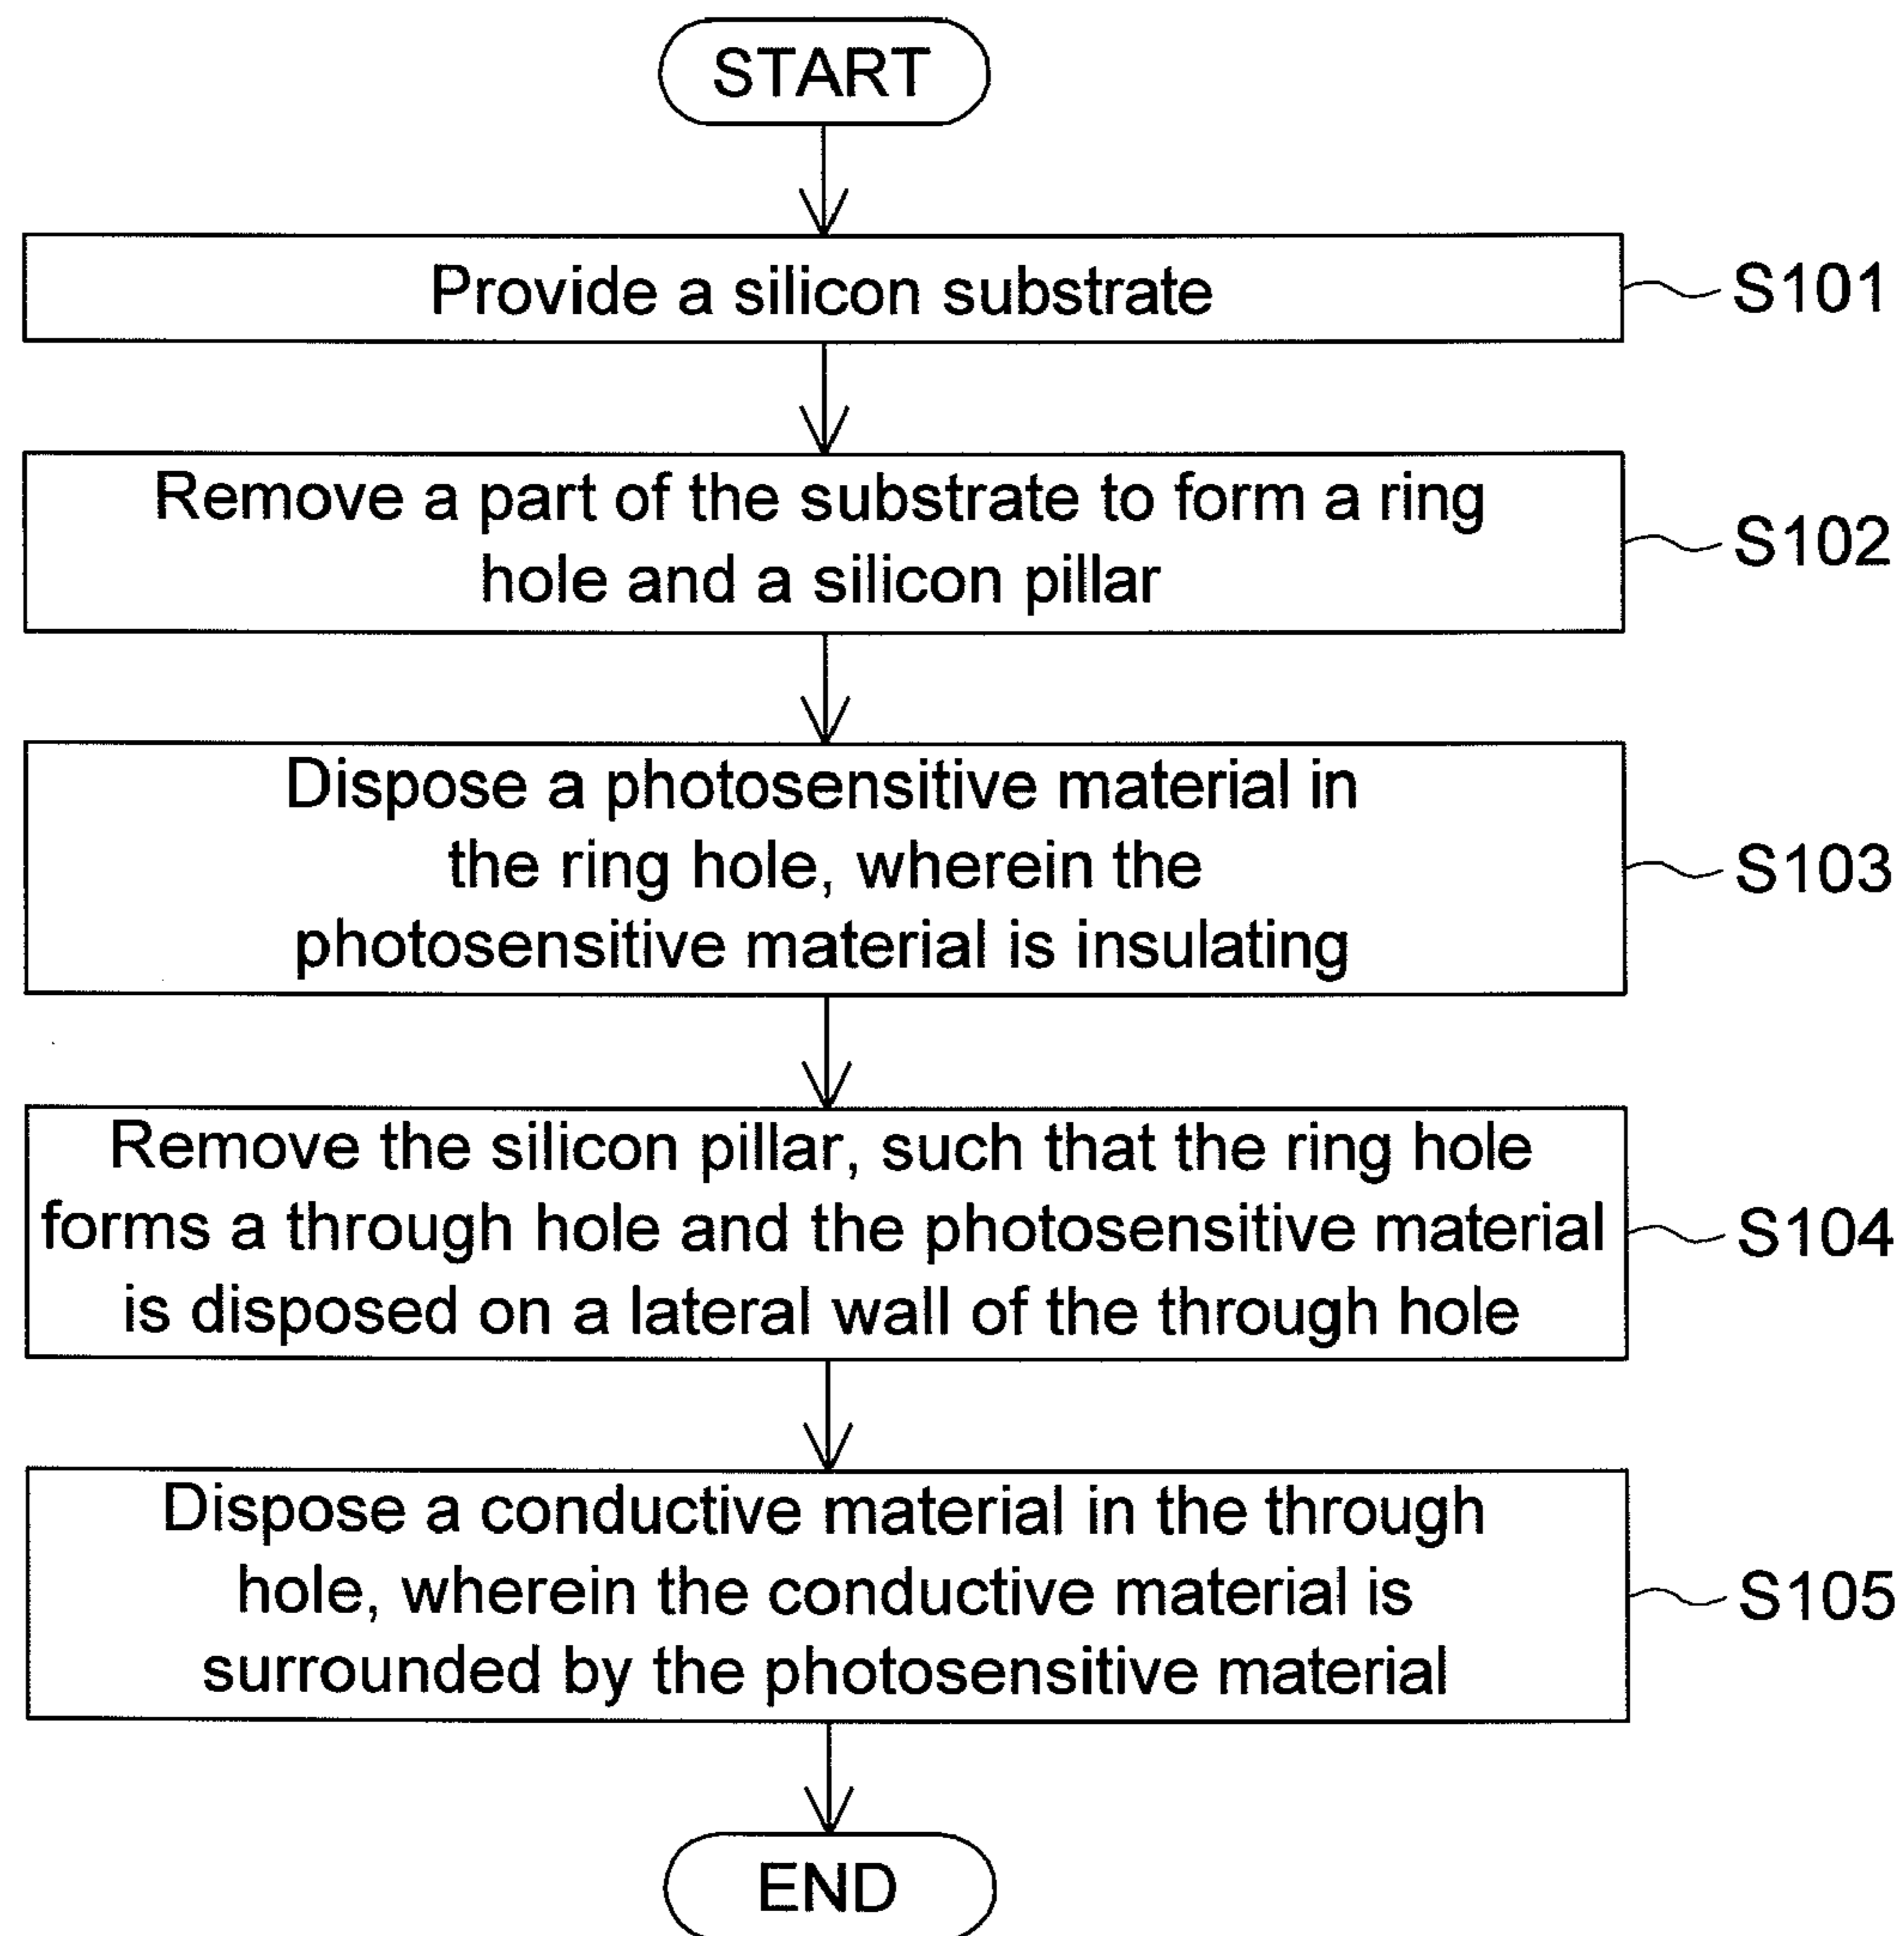 START
Provide a silicon substrate
S101
Remove a part of the substrate to form a ring
hole and a silicon pillar
S102
Dispose a photosensitive material in
the ring hole, wherein the
photosensitive material is insulating
S103
Remove the silicon pillar, such that the ring hole
forms a through hole and the photosensitive material
is disposed on a lateral wall of the through hole
S104
Dispose a conductive material in the through
hole, wherein the conductive material is
surrounded by the photosensitive material
S105
END